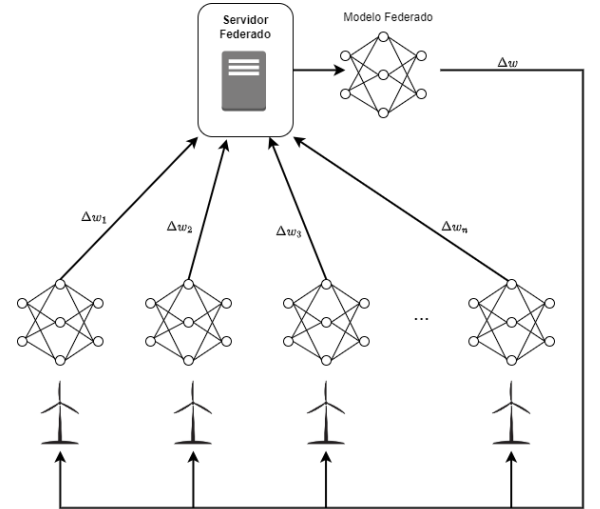 Servidor
Federado
Modelo Federado
Δw
Δw₁
Δw₂
Δw₃
Δwₙ
...